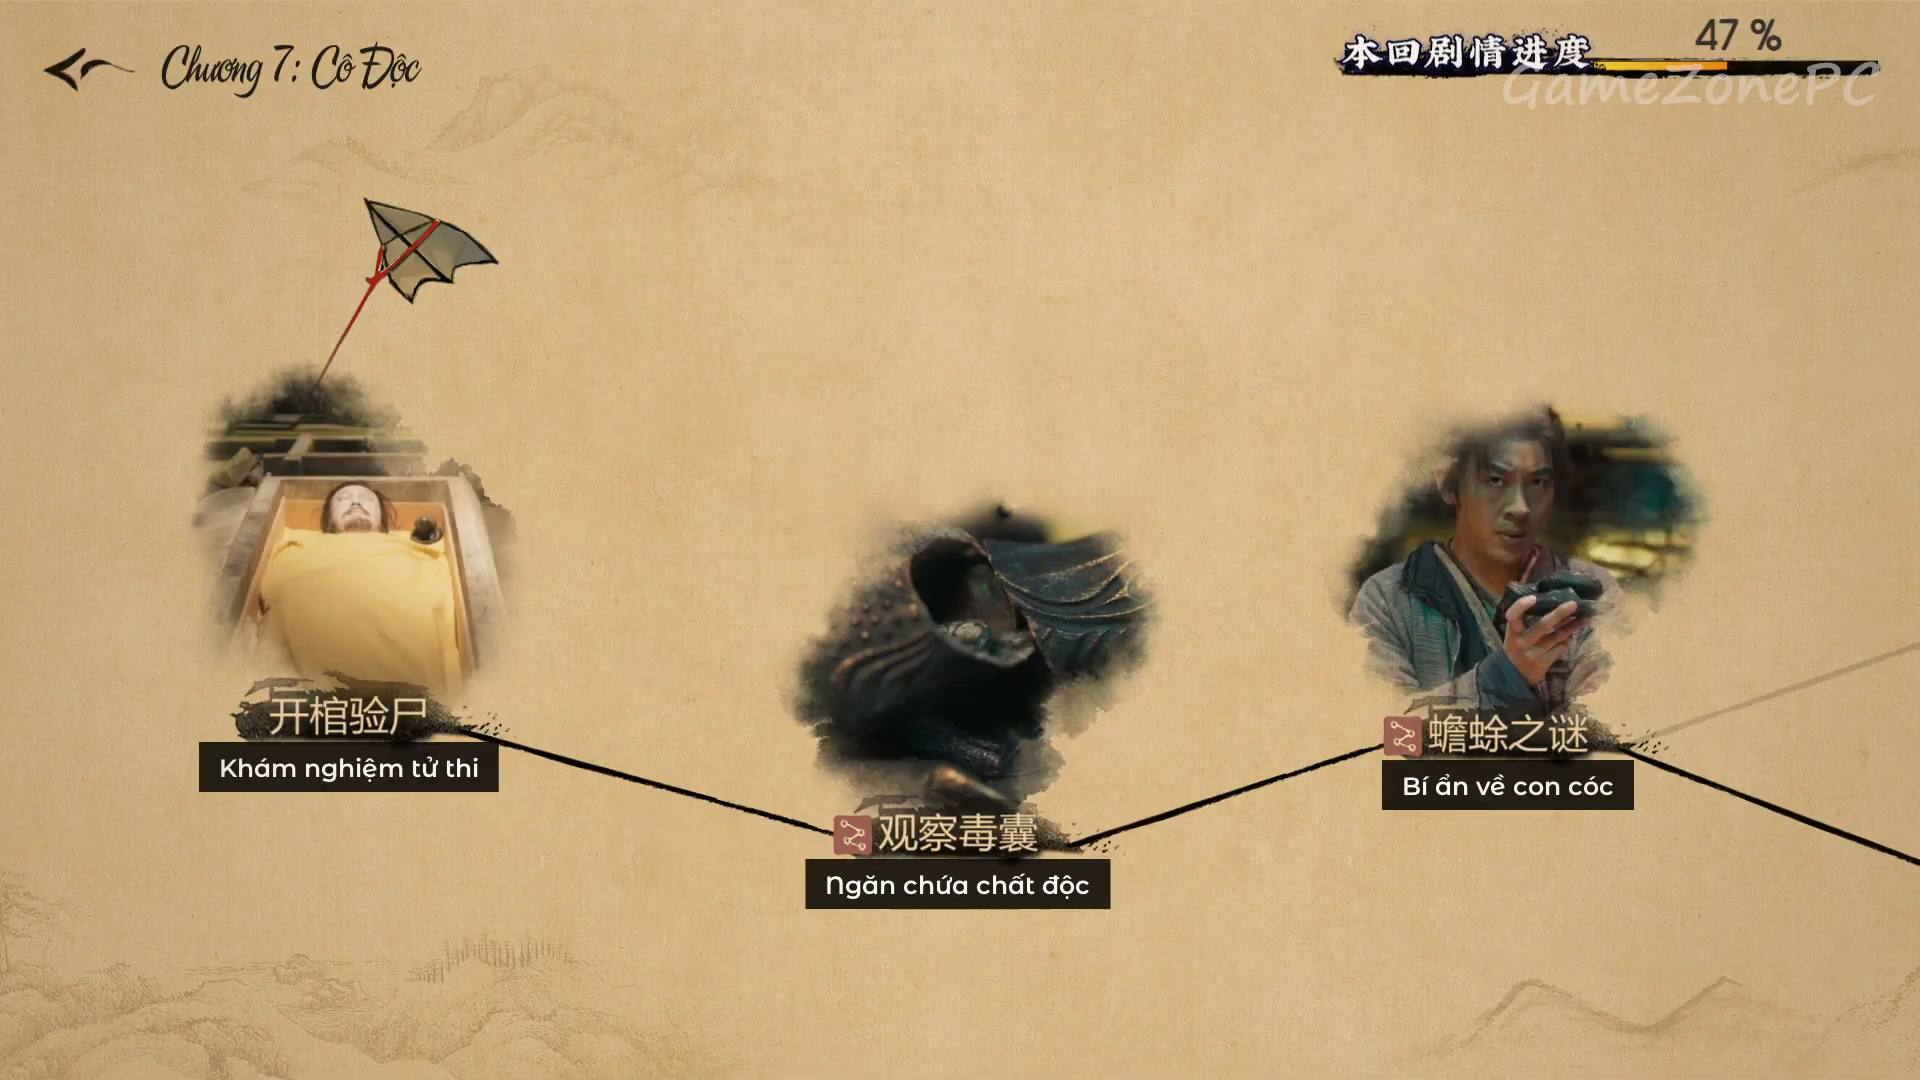 Chương 7: Cô Độc
本回剧情进度
47 %
GameZonePC
开棺验尸
Khám nghiệm tử thi
观察毒囊
Ngăn chứa chất độc
蟾蜍之谜
Bí ẩn về con cóc